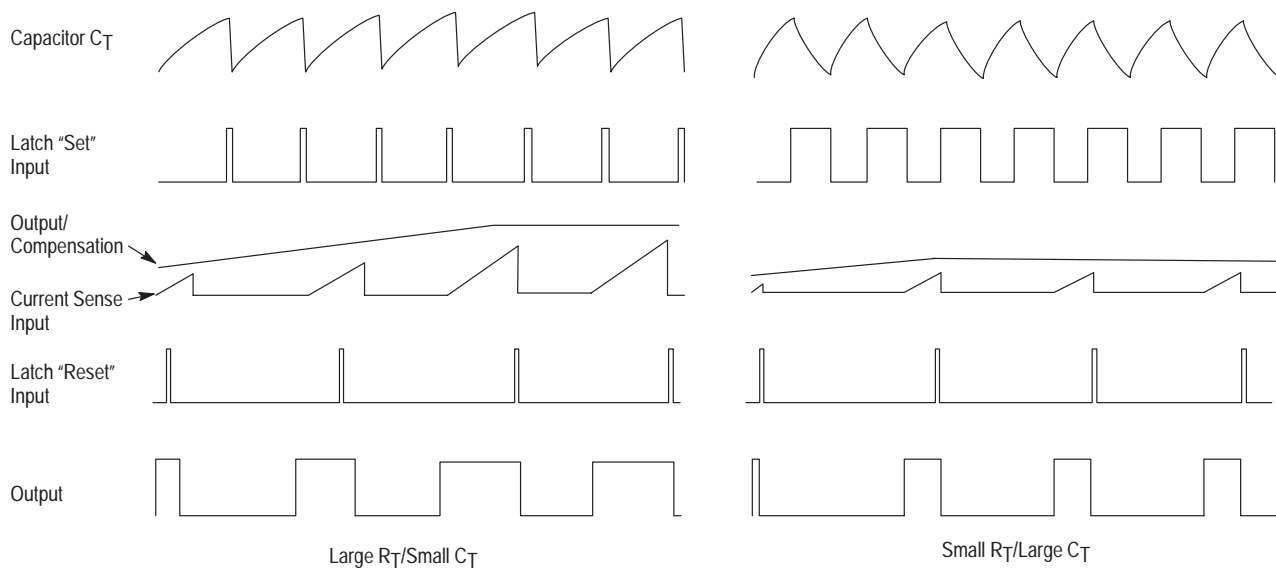 Capacitor CT
Latch “Set”
Input
Output/
Compensation
Current Sense
Input
Latch “Reset”
Input
Output
Large RT/Small CT
Small RT/Large CT